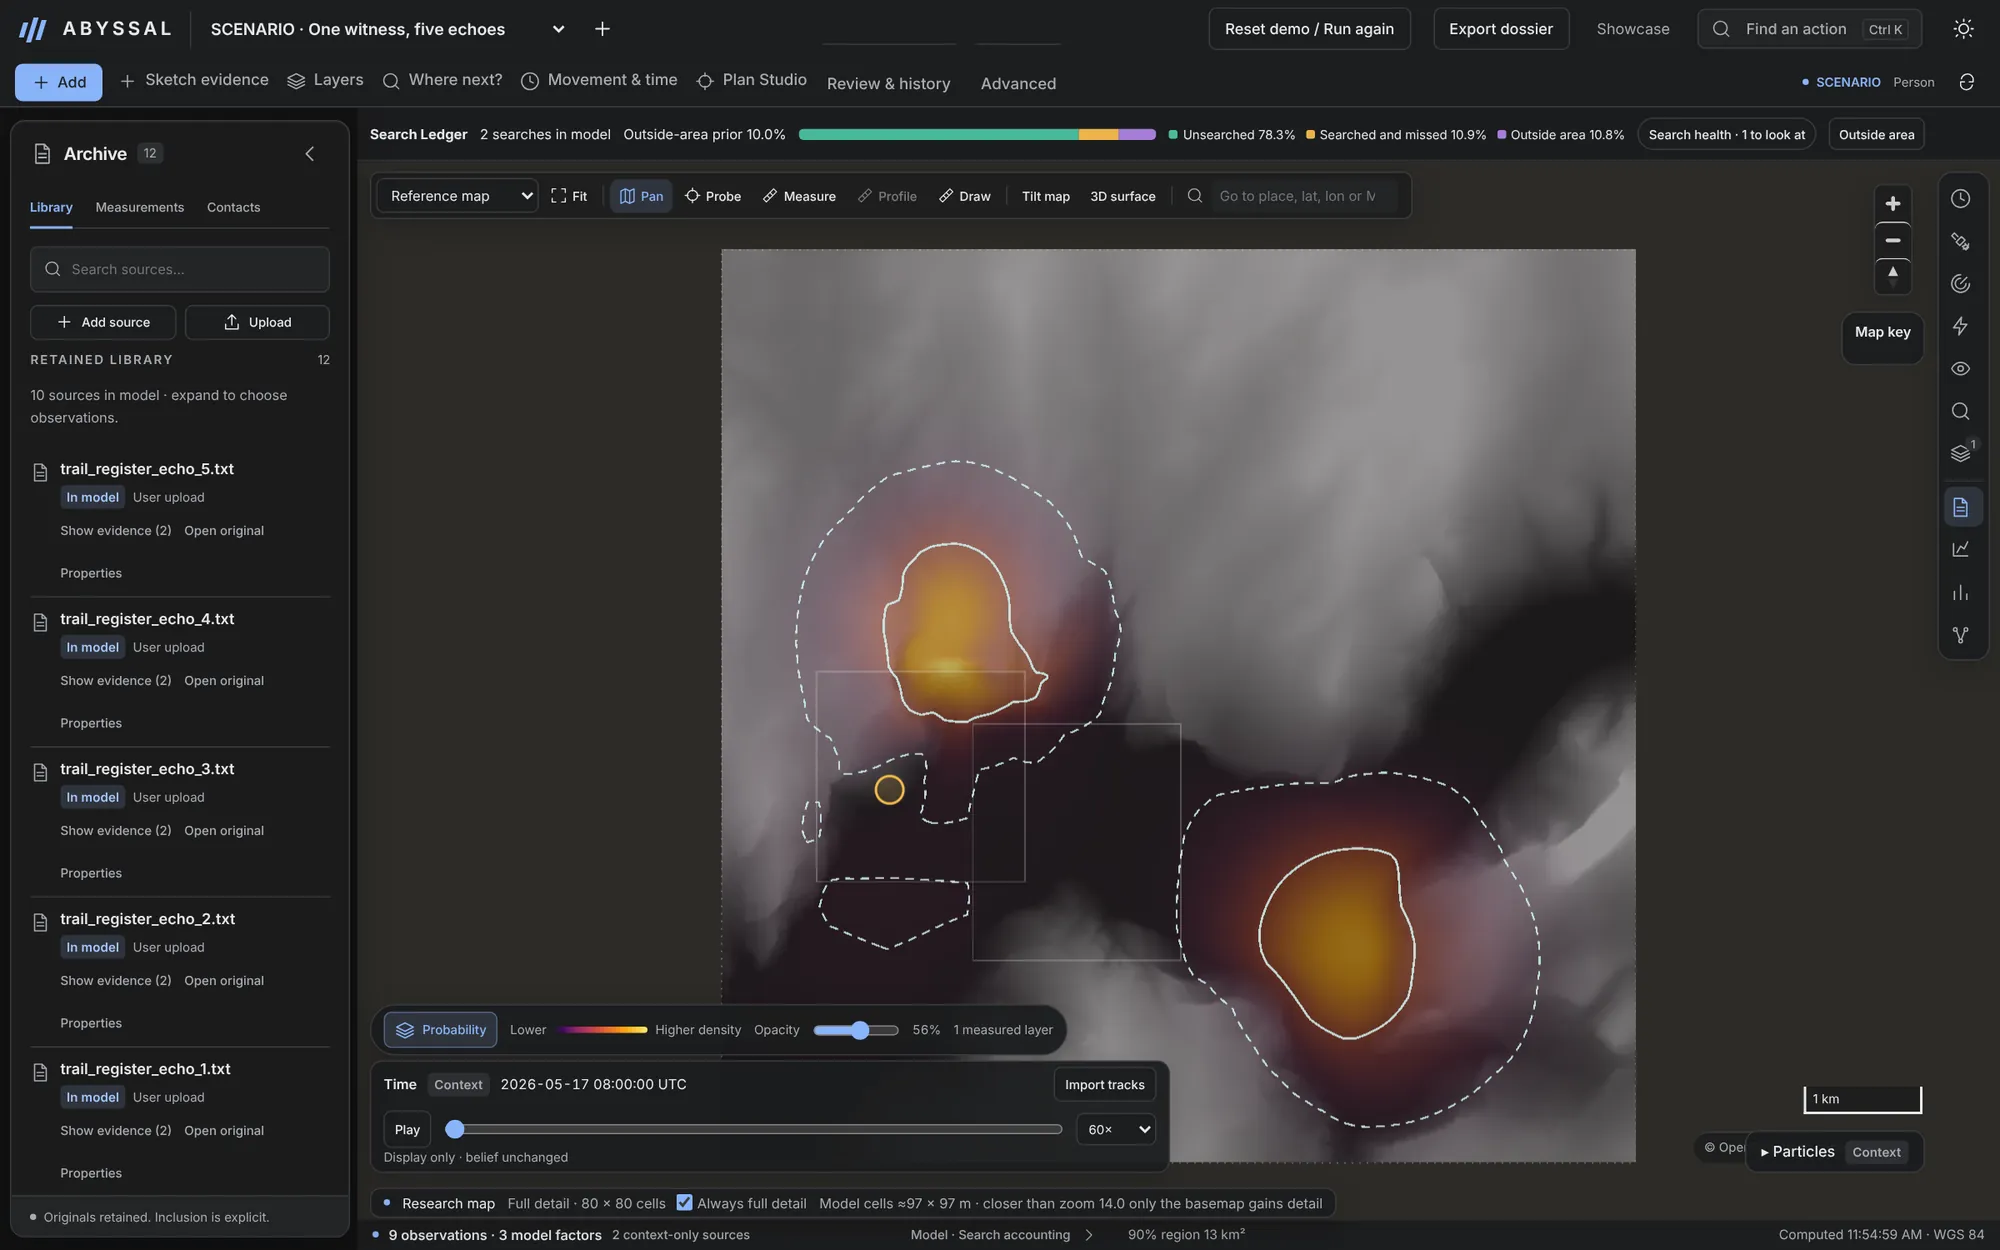 ABYSSAL
SCENARIO · One witness, five echoes
Reset demo / Run again
Export dossier
Showcase
Find an action
Ctrl K
Add
Sketch evidence
Layers
Where next?
Movement & time
Plan Studio
Review & history
Advanced
SCENARIO
Person
Archive
12
Library
Measurements
Contacts
Search sources...
Add source
Upload
RETAINED LIBRARY
12
10 sources in model · expand to choose
observations.
trail_register_echo_5.txt
In model
User upload
Show evidence (2)
Open original
Properties
trail_register_echo_4.txt
In model
User upload
Show evidence (2)
Open original
Properties
trail_register_echo_3.txt
In model
User upload
Show evidence (2)
Open original
Properties
trail_register_echo_2.txt
In model
User upload
Show evidence (2)
Open original
Properties
trail_register_echo_1.txt
In model
User upload
Show evidence (2)
Open original
Properties
Originals retained. Inclusion is explicit.
Search Ledger
2 searches in model
Outside-area prior 10.0%
Unsearched 78.3%
Searched and missed 10.9%
Outside area 10.8%
Search health · 1 to look at
Outside area
Reference map
Fit
Pan
Probe
Measure
Profile
Draw
Tilt map
3D surface
Go to place, lat, lon or M
Map key
1
Probability
Lower
Higher density
Opacity
56%
1 measured layer
Time
Context
2026-05-17 08:00:00 UTC
Import tracks
Play
60×
Display only · belief unchanged
1 km
© Ope
Particles
Context
Research map
Full detail · 80 × 80 cells
Always full detail
Model cells ≈97 × 97 m · closer than zoom 14.0 only the basemap gains detail
9 observations · 3 model factors
2 context-only sources
Model · Search accounting
90% region 13 km²
Computed 11:54:59 AM · WGS 84